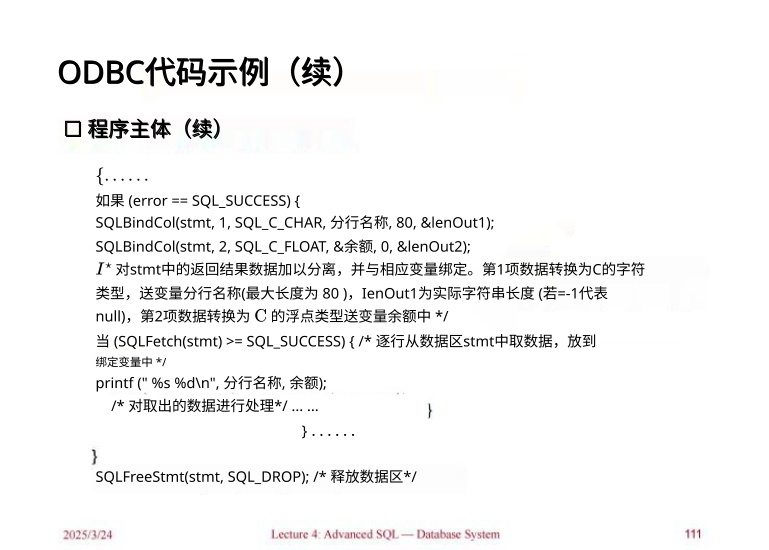 ODBC代码示例（续）
☐ 程序主体（续）
{......
如果 (error == SQL_SUCCESS) {
SQLBindCol(stmt, 1, SQL_C_CHAR, 分行名称, 80, &lenOut1);
SQLBindCol(stmt, 2, SQL_C_FLOAT, &余额, 0, &lenOut2);
I* 对stmt中的返回结果数据加以分离，并与相应变量绑定。第1项数据转换为C的字符
类型，送变量分行名称(最大长度为 80 )，IenOut1为实际字符串长度 (若=-1代表
null)，第2项数据转换为 C 的浮点类型送变量余额中 */
当 (SQLFetch(stmt) >= SQL_SUCCESS) { /* 逐行从数据区stmt中取数据，放到
绑定变量中 */
printf (" %s %d\n", 分行名称, 余额);
/* 对取出的数据进行处理*/ ... ... }
}......
}
SQLFreeStmt(stmt, SQL_DROP); /* 释放数据区*/
2025/3/24 Lecture 4: Advanced SQL — Database System 111